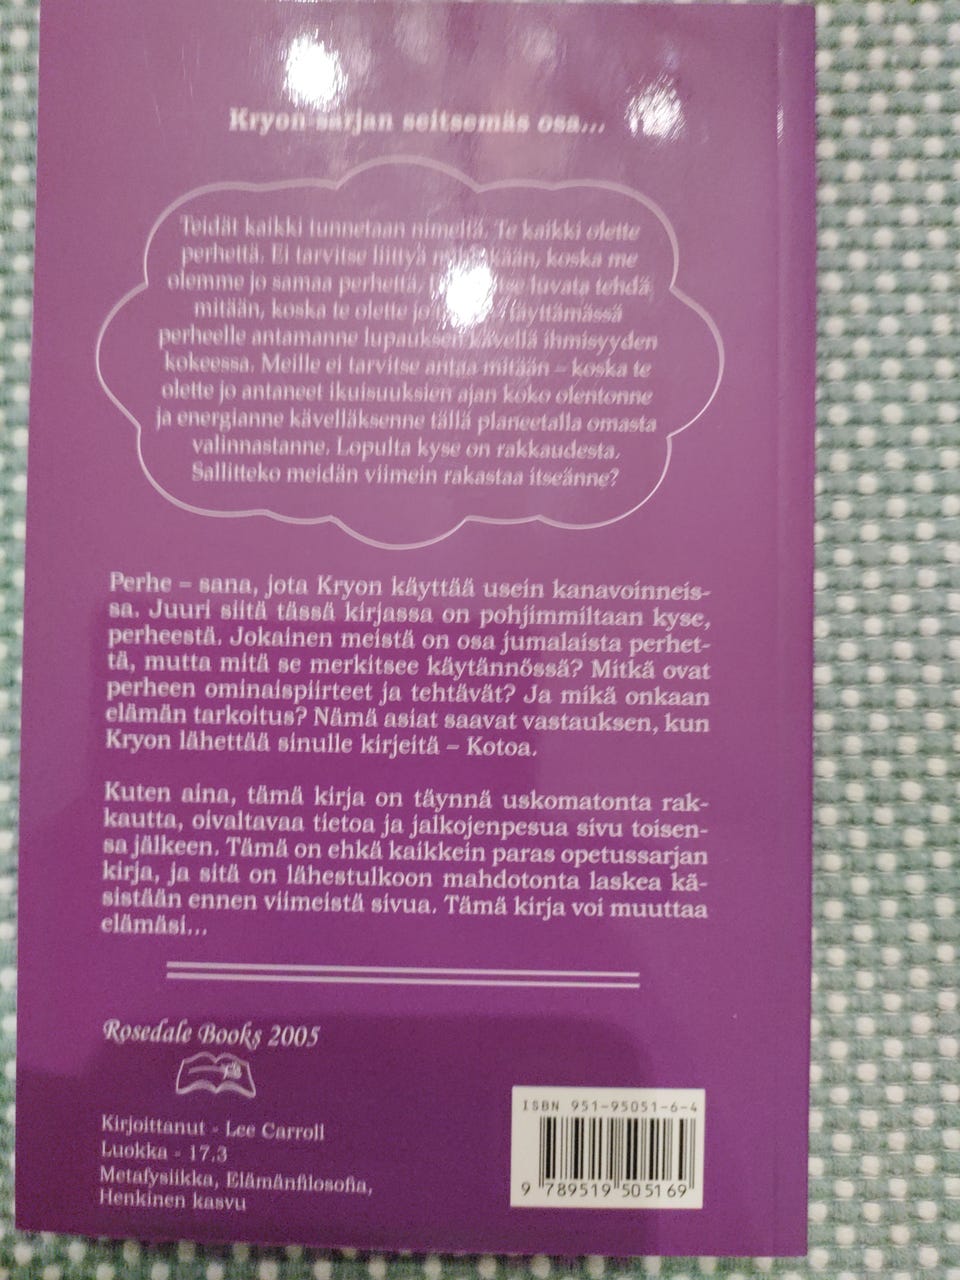 Kryon-sarjan seitsemäs osa...
Teidät kaikki tunnetaan nimeltä. Te kaikki olette
perhettä. Ei tarvitse liittyä koska me
olemme jo samaa perhettä. luvata tehdä
mitään, koska te olette jo täyttämässä
perheelle antamanne lupauksen kävellä ihmisyyden
kokeessa. Meille ei tarvitse antaa mitään – koska te
olette jo antaneet ikuisuuksien ajan koko olentonne
ja energianne kävelläksenne tällä planeetalla omasta
valinnastanne. Lopulta kyse on rakkaudesta.
Sallitteko meidän viimein rakastaa itseänne?
Perhe – sana, jota Kryon käyttää usein kanavoinneis-
sa. Juuri siitä tässä kirjassa on pohjimmiltaan kyse,
perheestä. Jokainen meistä on osa jumalaista perhet-
tä, mutta mitä se merkitsee käytännössä? Mitkä ovat
perheen ominaispiirteet ja tehtävät? Ja mikä onkaan
elämän tarkoitus? Nämä asiat saavat vastauksen, kun
Kryon lähettää sinulle kirjeitä – Kotoa.
Kuten aina, tämä kirja on täynnä uskomatonta rak-
kautta, oivaltavaa tietoa ja jalkojenpesua sivu toisen-
sa jälkeen. Tämä on ehkä kaikkein paras opetussarjan
kirja, ja sitä on lähestulkoon mahdotonta laskea kä-
sistään ennen viimeistä sivua. Tämä kirja voi muuttaa
elämäsi...
Rosedale Books 2005
Kirjoittanut - Lee Carroll
Luokka - 17.3
Metafysiikka, Elämänfilosofia,
Henkinen kasvu
ISBN 951-95051-6-4
9 789519 505169